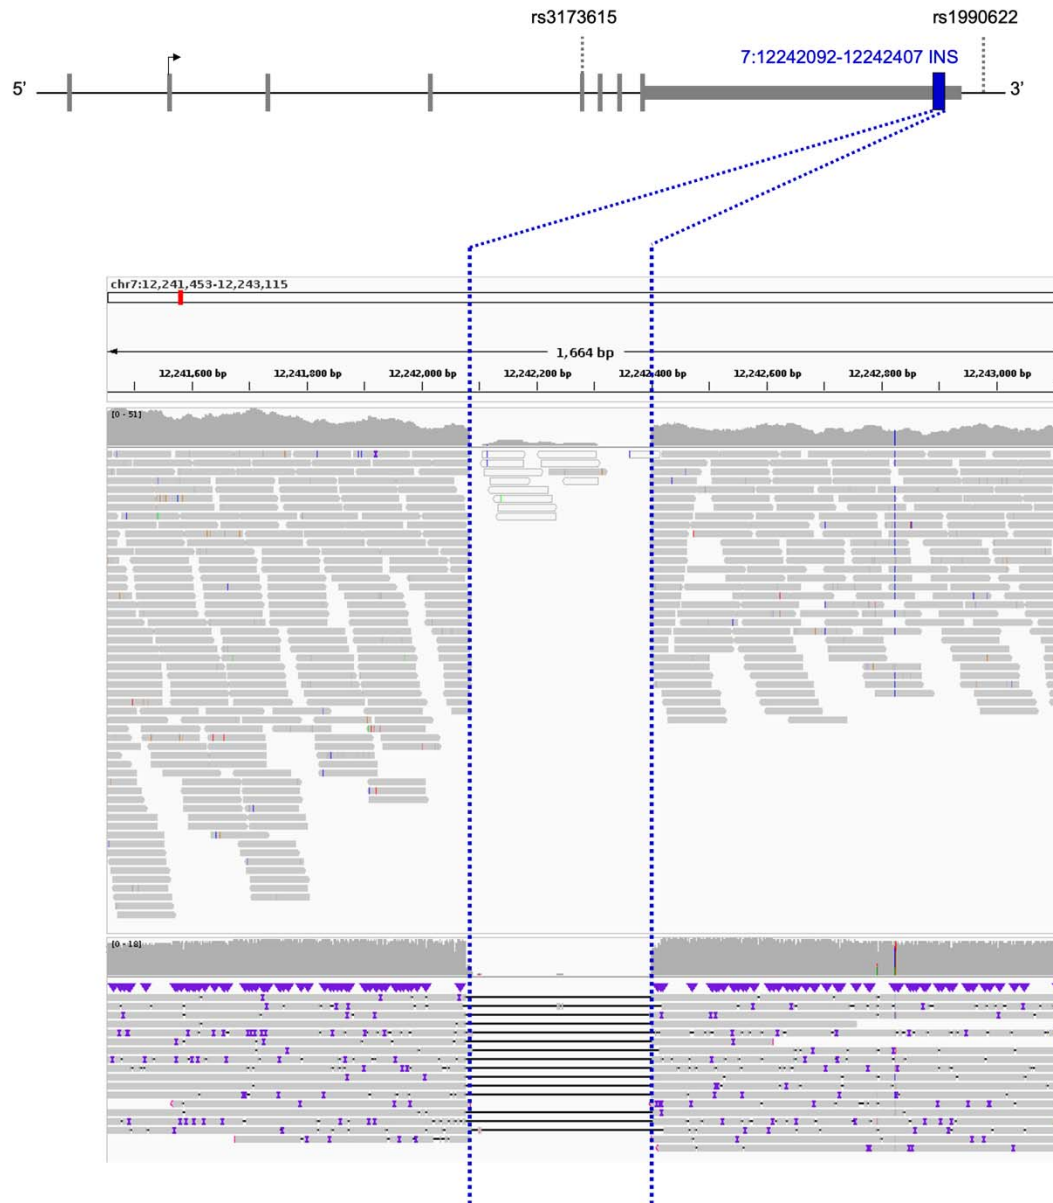 rs3173615 rs1990622
7:12242092-12242407 INS
5’ 3’
chr7:12,241,453-12,243,115
1,664 bp
12,241,600 bp 12,241,800 bp 12,242,000 bp 12,242,200 bp 12,242,400 bp 12,242,600 bp 12,242,800 bp 12,243,000 bp
[0 - 51]
[0 - 18]